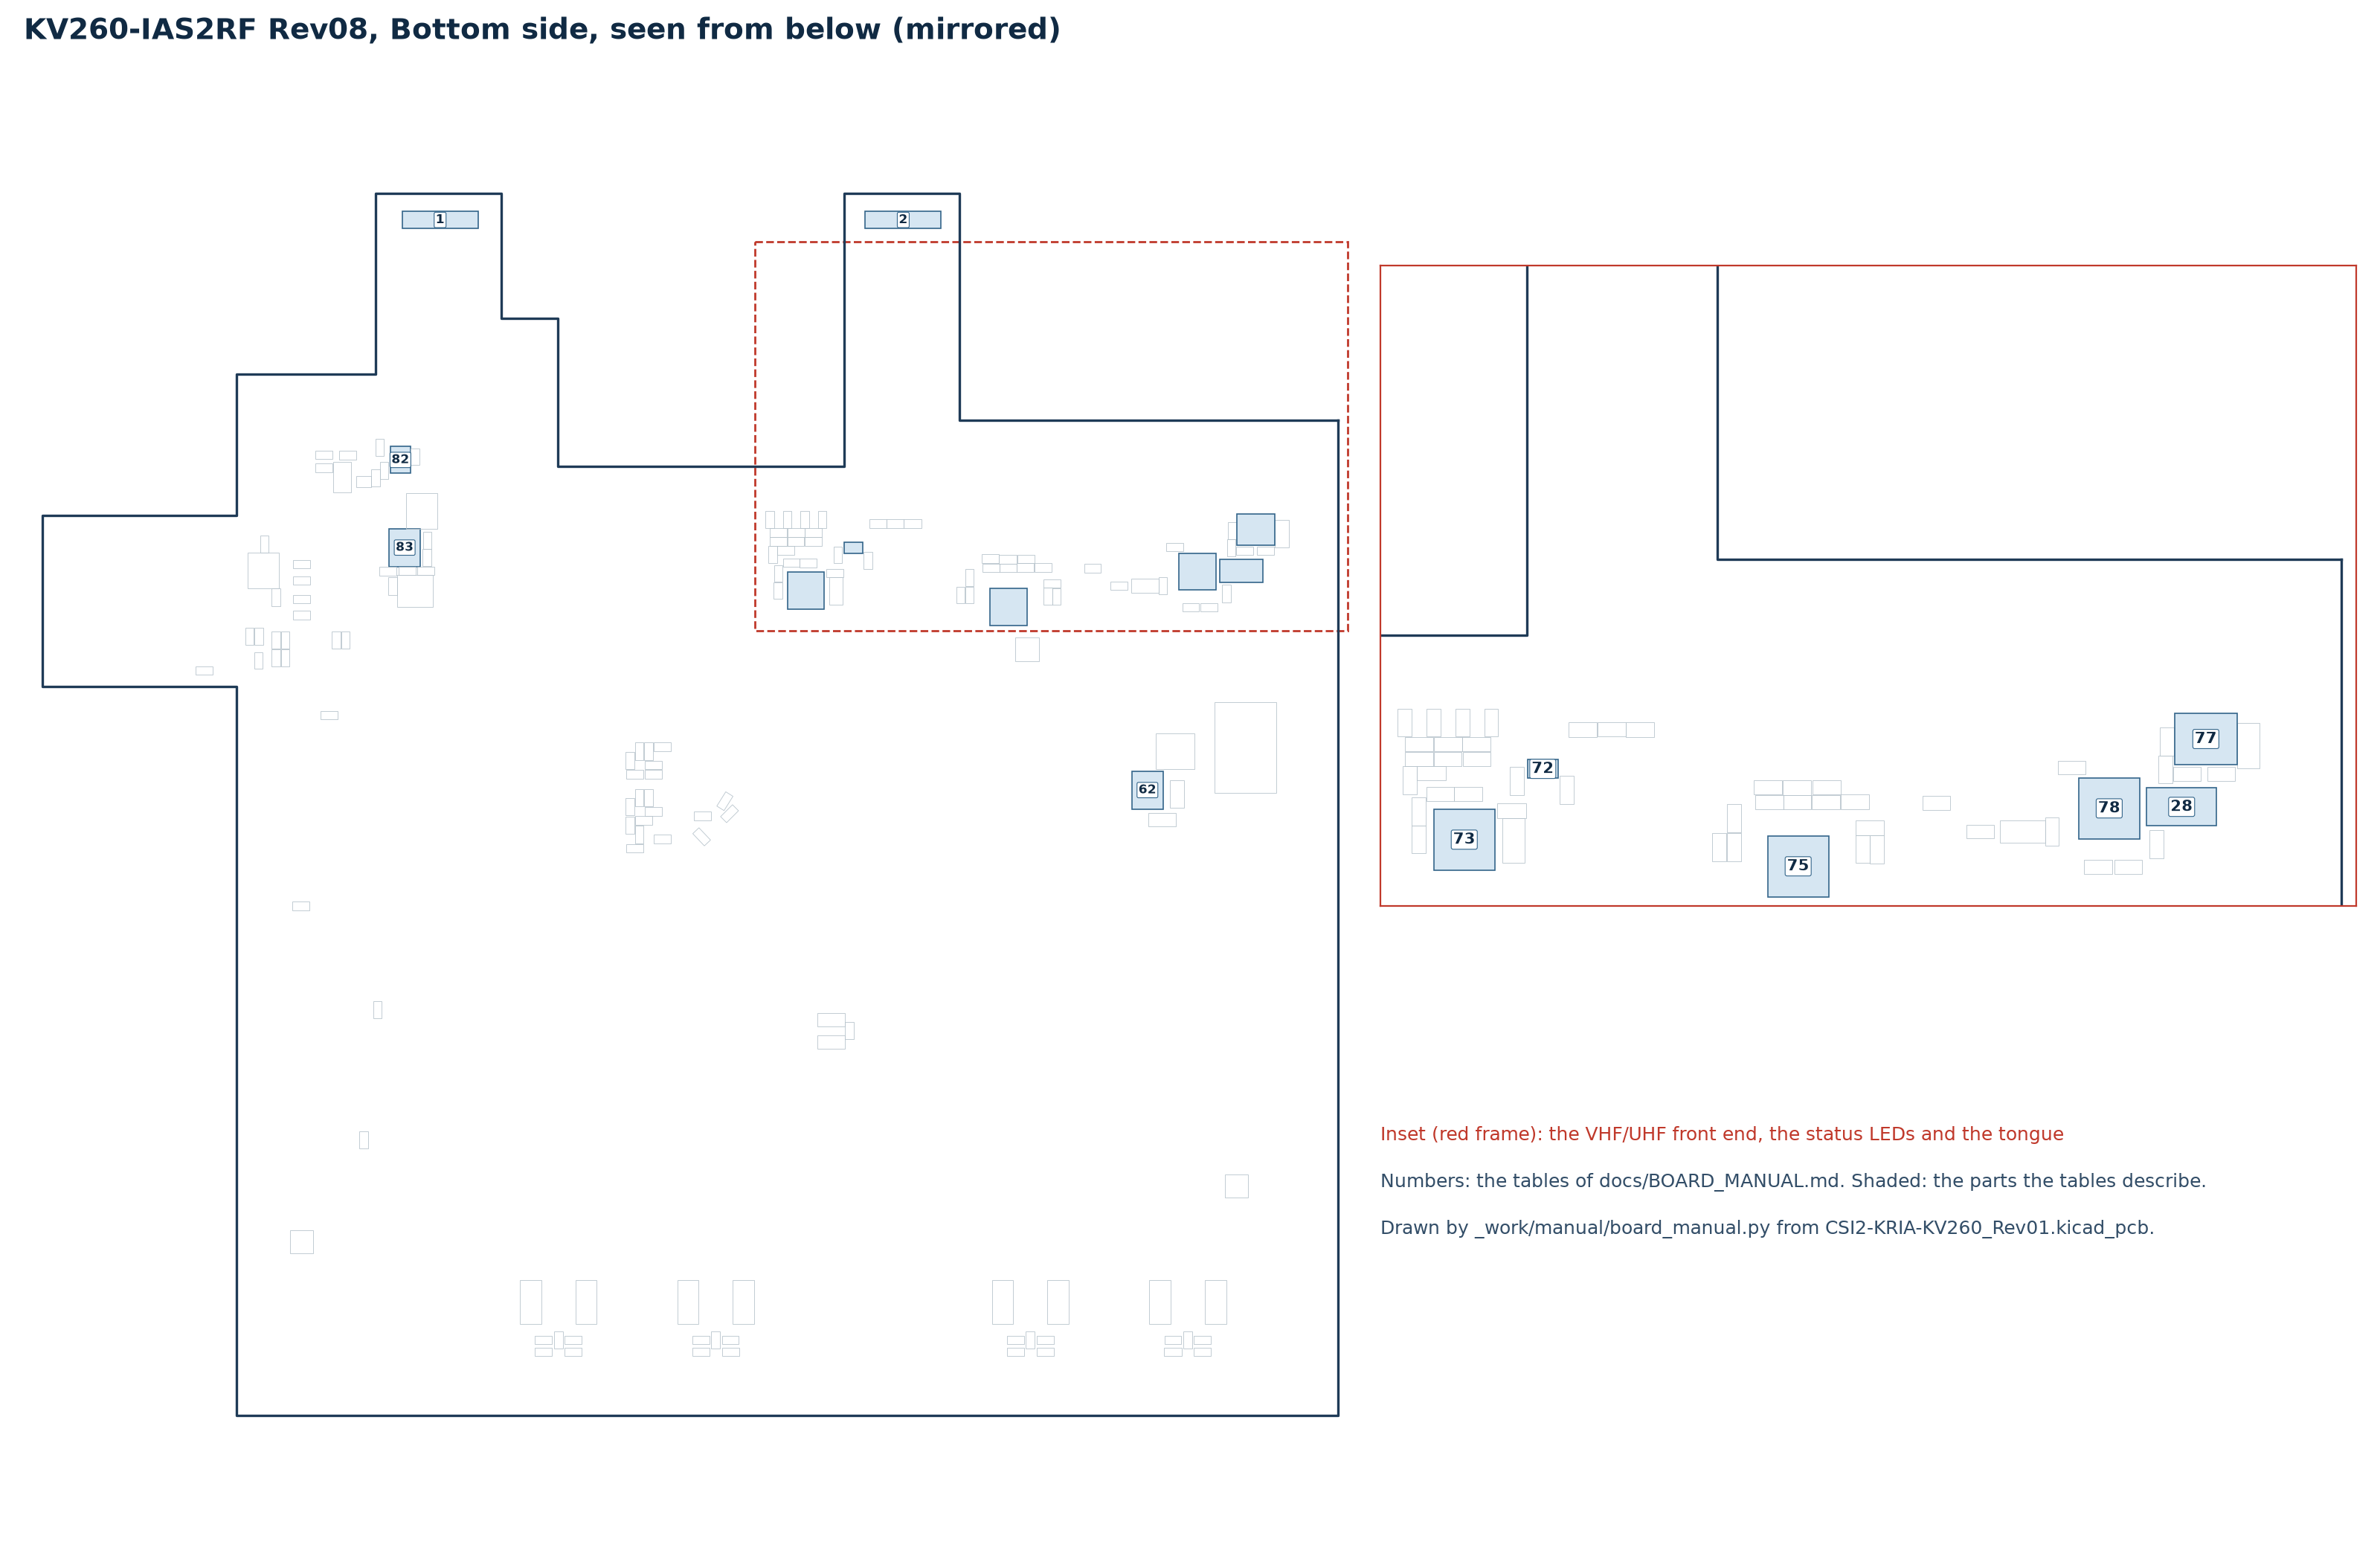 KV260-IAS2RF Rev08, Bottom side, seen from below (mirrored)
1
2
82
83
62
77
72
78
28
73
75
Inset (red frame): the VHF/UHF front end, the status LEDs and the tongue
Numbers: the tables of docs/BOARD_MANUAL.md. Shaded: the parts the tables describe.
Drawn by _work/manual/board_manual.py from CSI2-KRIA-KV260_Rev01.kicad_pcb.